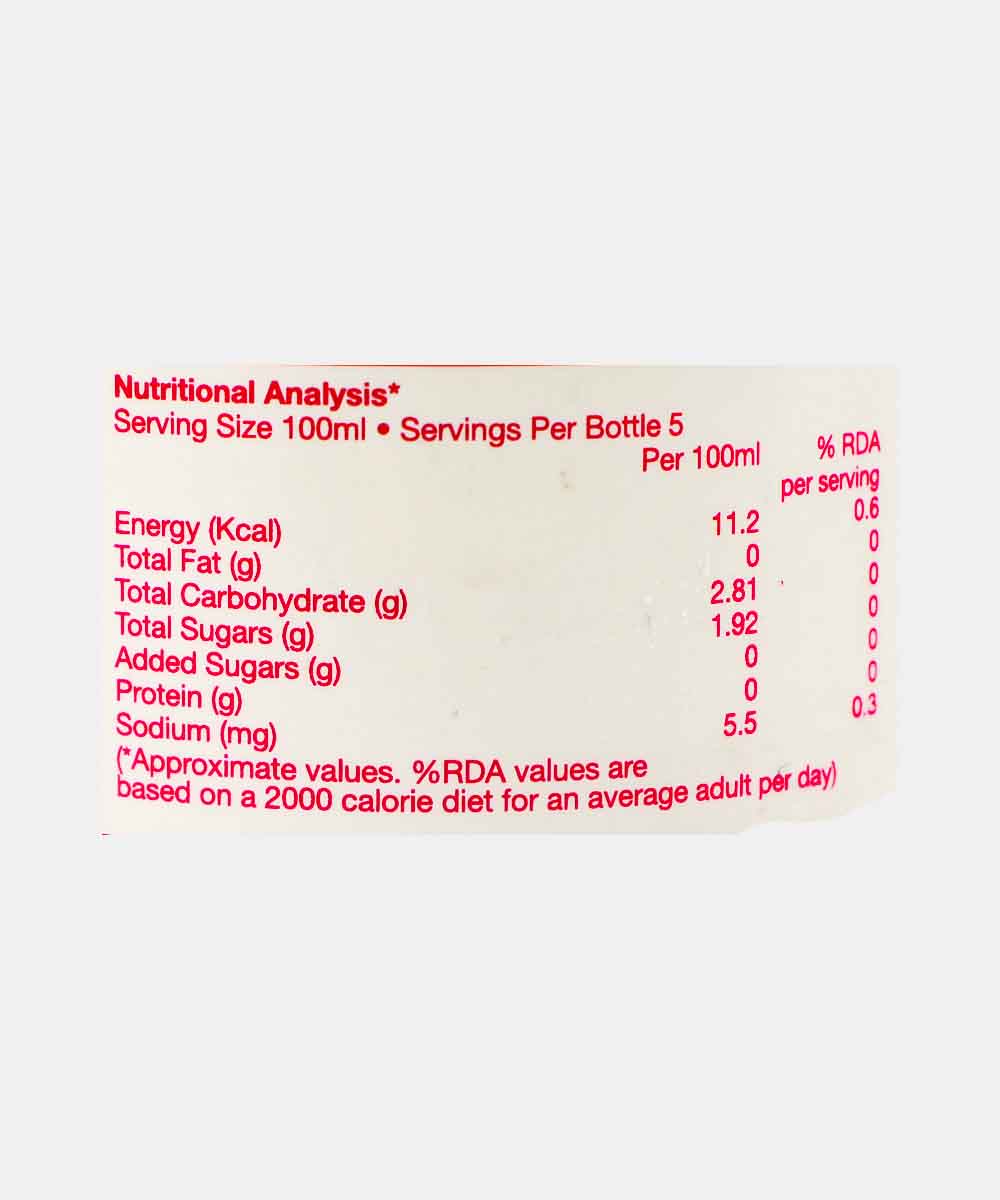 Nutritional Analysis*
Serving Size 100ml • Servings Per Bottle 5
Per 100ml % RDA
per serving
Energy (Kcal) 11.2 0.6
Total Fat (g) 0 0
Total Carbohydrate (g) 2.81 0
Total Sugars (g) 1.92 0
Added Sugars (g) 0 0
Protein (g) 0 0
Sodium (mg) 5.5 0.3
(*Approximate values. %RDA values are
based on a 2000 calorie diet for an average adult per day)